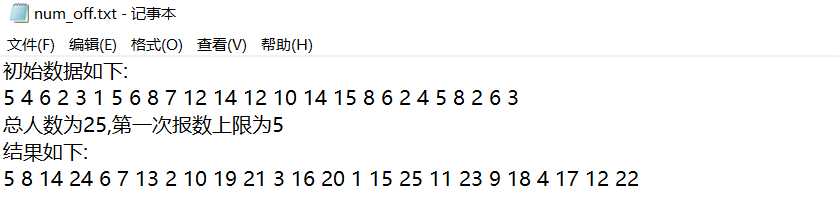 num_off.txt - 记事本
文件(F) 编辑(E) 格式(O) 查看(V) 帮助(H)
初始数据如下:
5 4 6 2 3 1 5 6 8 7 12 14 12 10 14 15 8 6 2 4 5 8 2 6 3
总人数为25,第一次报数上限为5
结果如下:
5 8 14 24 6 7 13 2 10 19 21 3 16 20 1 15 25 11 23 9 18 4 17 12 22